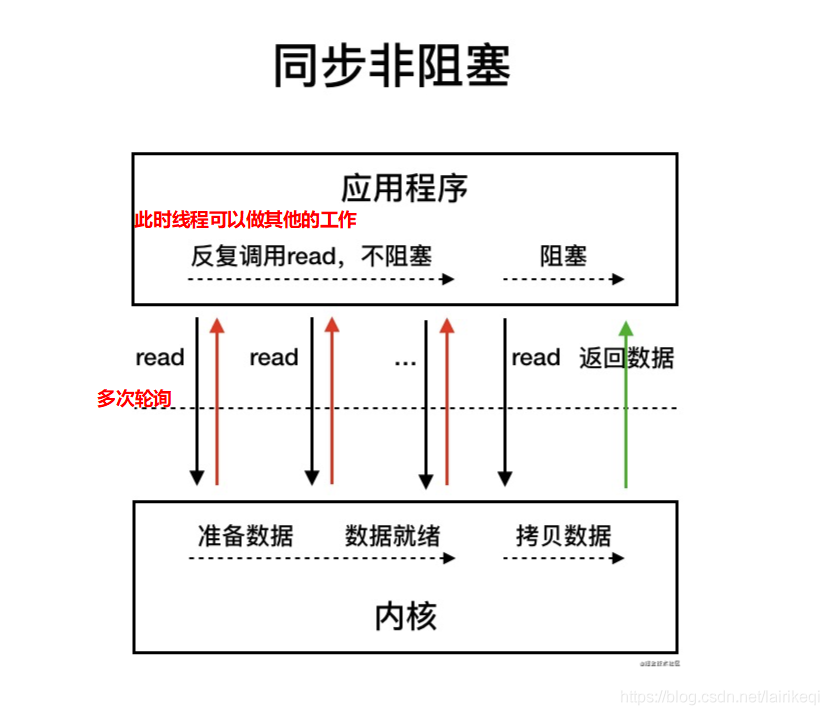 同步非阻塞
应用程序
此时线程可以做其他的工作
反复调用read，不阻塞
阻塞
read
read
...
read
返回数据
多次轮询
准备数据
数据就绪
拷贝数据
内核
https://blog.csdn.net/lairikeqi